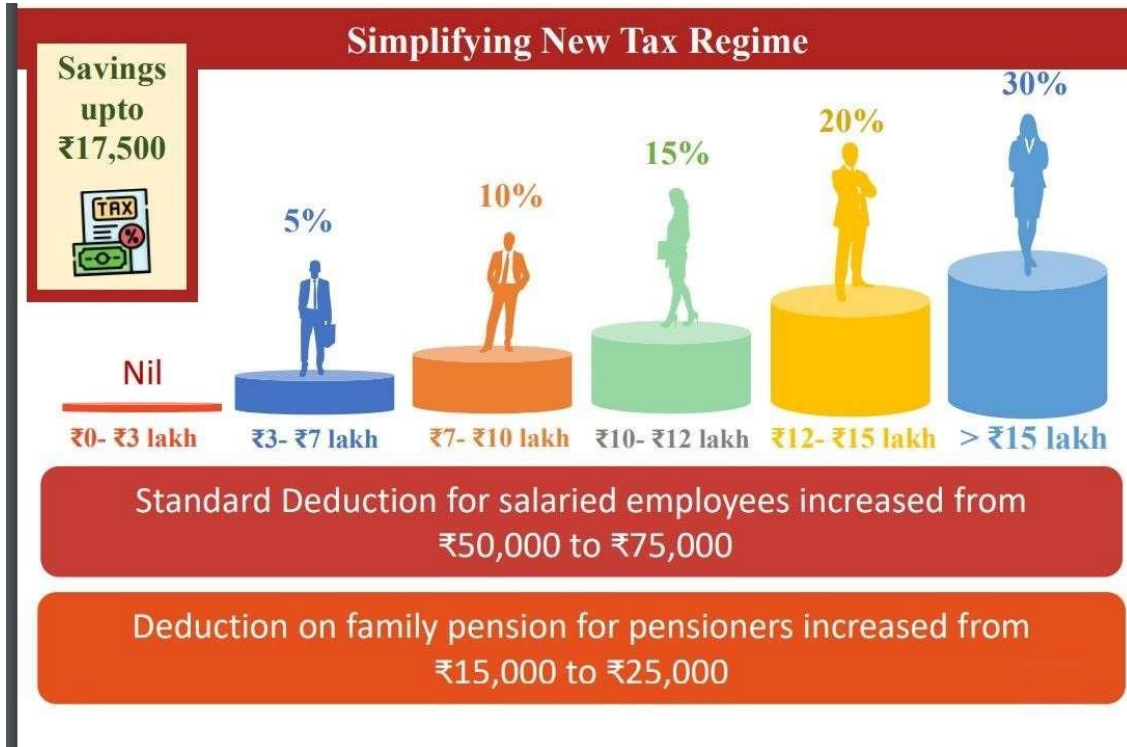 Simplifying New Tax Regime
Savings
upto
₹17,500
TAX
%
Nil
5%
10%
15%
20%
30%
₹0- ₹3 lakh
₹3- ₹7 lakh
₹7- ₹10 lakh
₹10- ₹12 lakh
₹12- ₹15 lakh
> ₹15 lakh
Standard Deduction for salaried employees increased from
₹50,000 to ₹75,000
Deduction on family pension for pensioners increased from
₹15,000 to ₹25,000